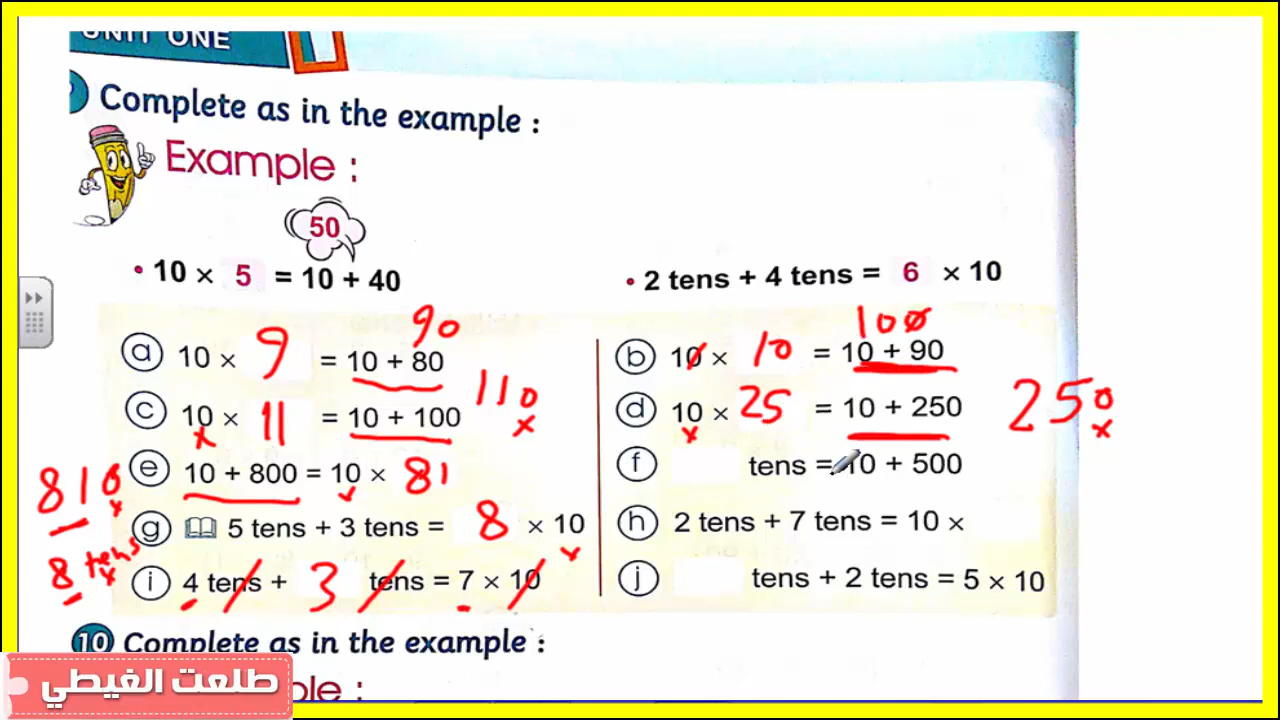 UNIT ONE
Complete as in the example :
Example :
50
• 10 × 5 = 10 + 40
• 2 tens + 4 tens = 6 × 10
90
100
a 10 × 9 = 10 + 80
b 10 × 10 = 10 + 90
110
c 10 × 11 = 10 + 100
d 10 × 25 = 10 + 250
250
810
e 10 + 800 = 10 × 81
f tens = 10 + 500
g 5 tens + 3 tens = 8 × 10
h 2 tens + 7 tens = 10 ×
8 tens
i 4 tens + 3 tens = 7 × 10
j tens + 2 tens = 5 × 10
10 Complete as in the example :
طلعت الغيطي
ple :